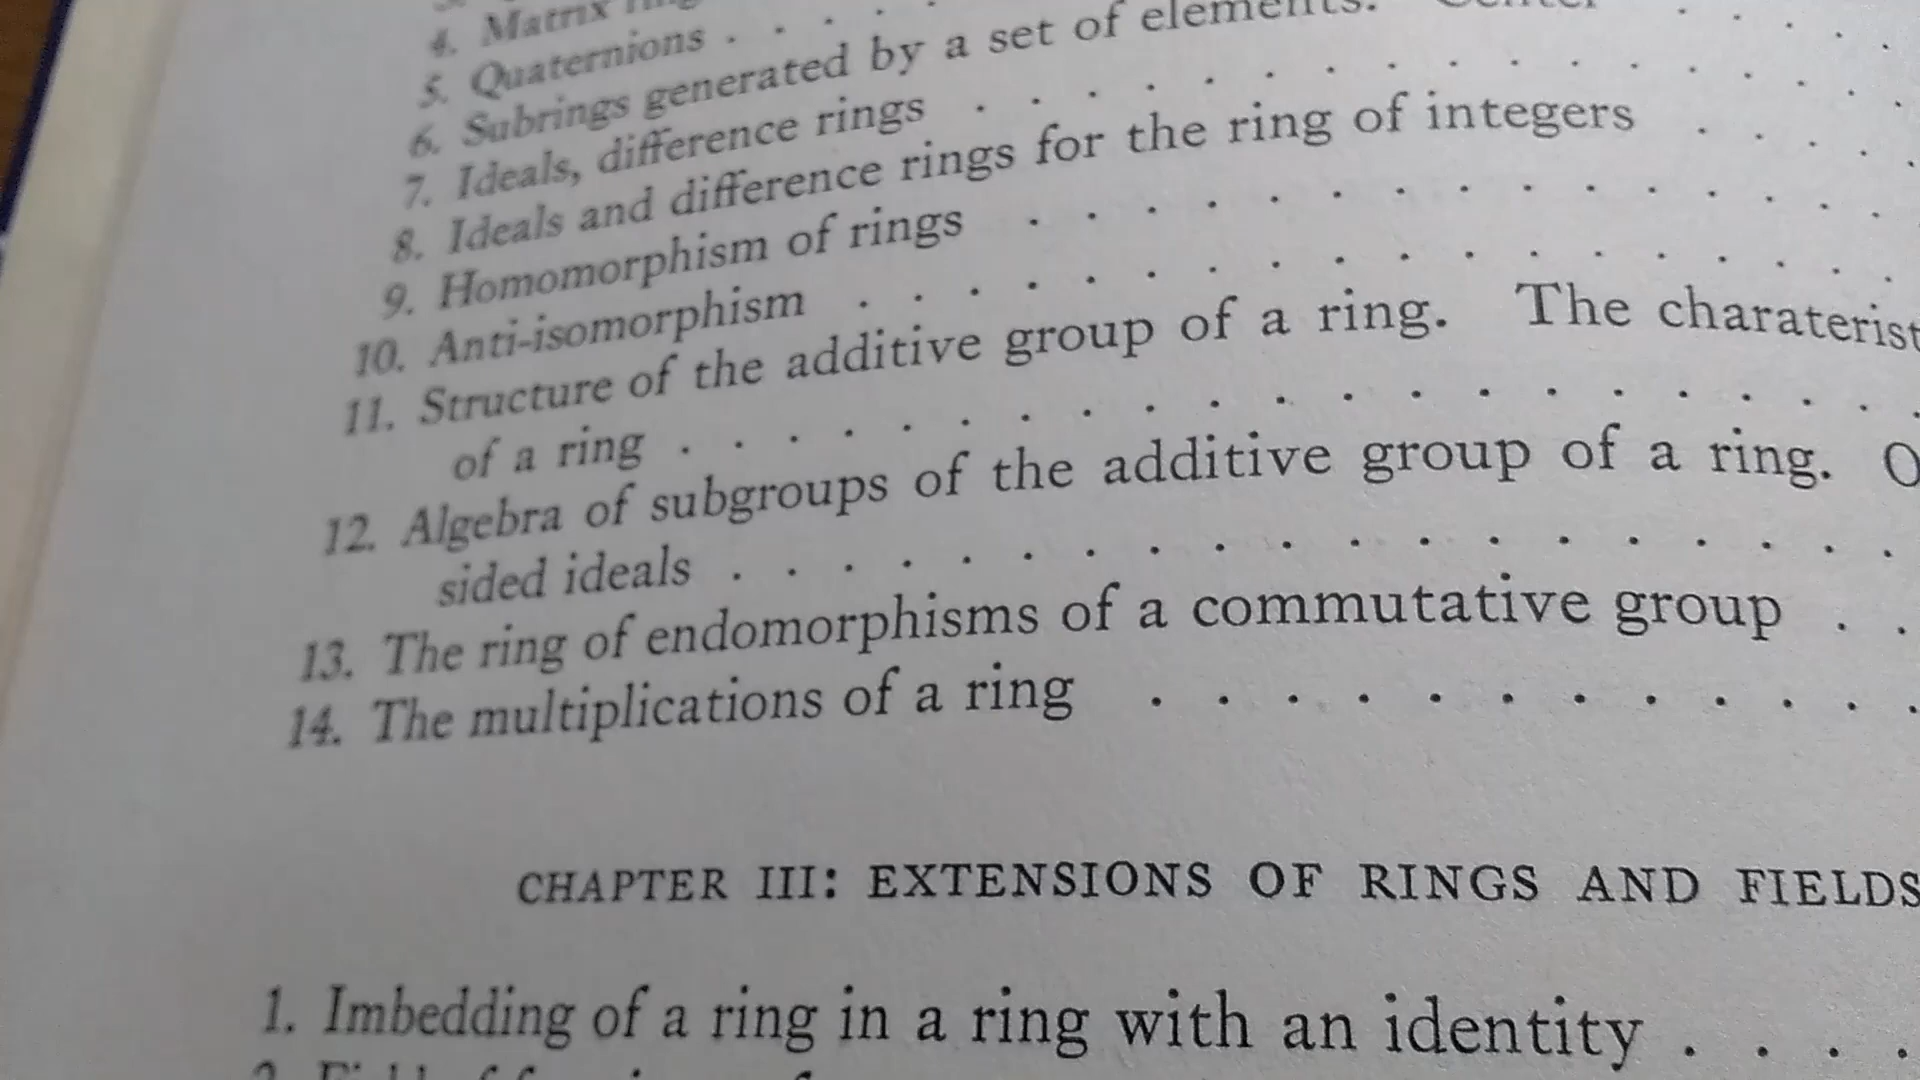 4. Matrix
5. Quaternions . . .
6. Subrings generated by a set of elements. Center . . . .
7. Ideals, difference rings . . . . . . . . . . . . . . .
8. Ideals and difference rings for the ring of integers . . . .
9. Homomorphism of rings . . . . . . . . . . . . . . .
10. Anti-isomorphism . . . . . . . . . . . . . . . . .
11. Structure of the additive group of a ring. The charaterist
of a ring . . . . . . . . . . . . . . . . . . .
12. Algebra of subgroups of the additive group of a ring. O
sided ideals . . . . . . . . . . . . . . . . . .
13. The ring of endomorphisms of a commutative group . .
14. The multiplications of a ring . . . . . . . . . . . .
CHAPTER III: EXTENSIONS OF RINGS AND FIELDS
1. Imbedding of a ring in a ring with an identity . . . .